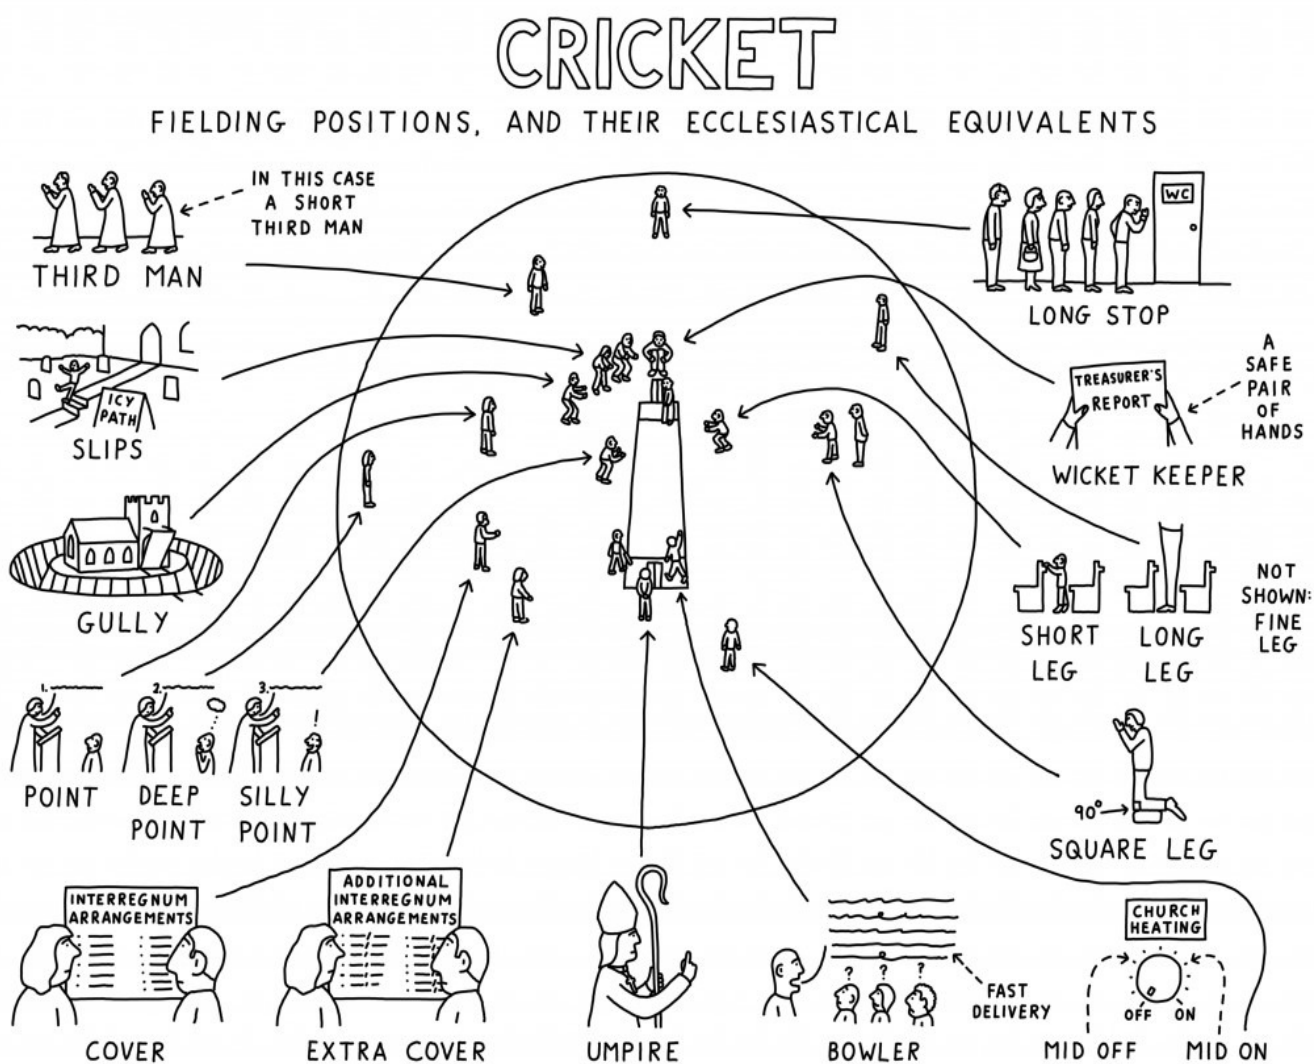 CRICKET
FIELDING POSITIONS, AND THEIR ECCLESIASTICAL EQUIVALENTS
IN THIS CASE
A SHORT
THIRD MAN
THIRD MAN
WC
LONG STOP
ICY
PATH
SLIPS
TREASURER'S
REPORT
A
SAFE
PAIR
OF
HANDS
WICKET KEEPER
GULLY
SHORT
LEG
LONG
LEG
NOT
SHOWN:
FINE
LEG
1.
2.
3.
!
POINT
DEEP
POINT
SILLY
POINT
90°
SQUARE LEG
INTERREGNUM
ARRANGEMENTS
COVER
ADDITIONAL
INTERREGNUM
ARRANGEMENTS
EXTRA COVER
UMPIRE
? ? ?
FAST
DELIVERY
BOWLER
CHURCH
HEATING
OFF ON
MID OFF MID ON